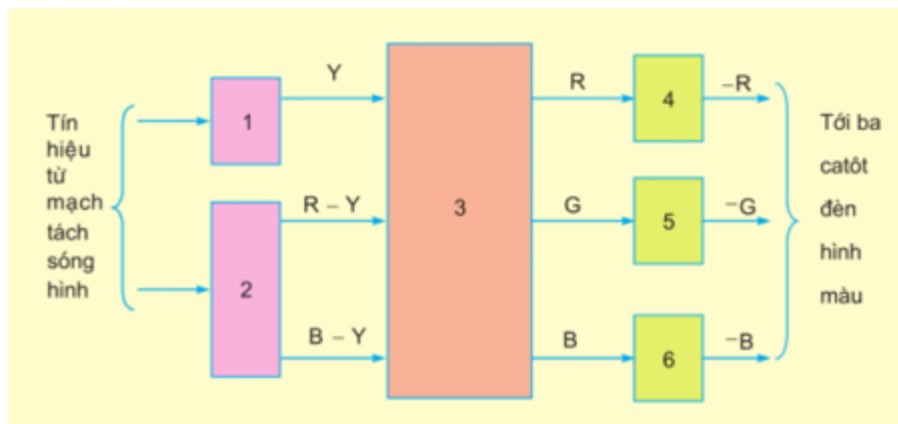 Tín
hiệu
từ
mạch
tách
sóng
hình
1
2
Y
R – Y
B – Y
3
R
G
B
4
5
6
–R
–G
–B
Tới ba
catôt
đèn
hình
màu